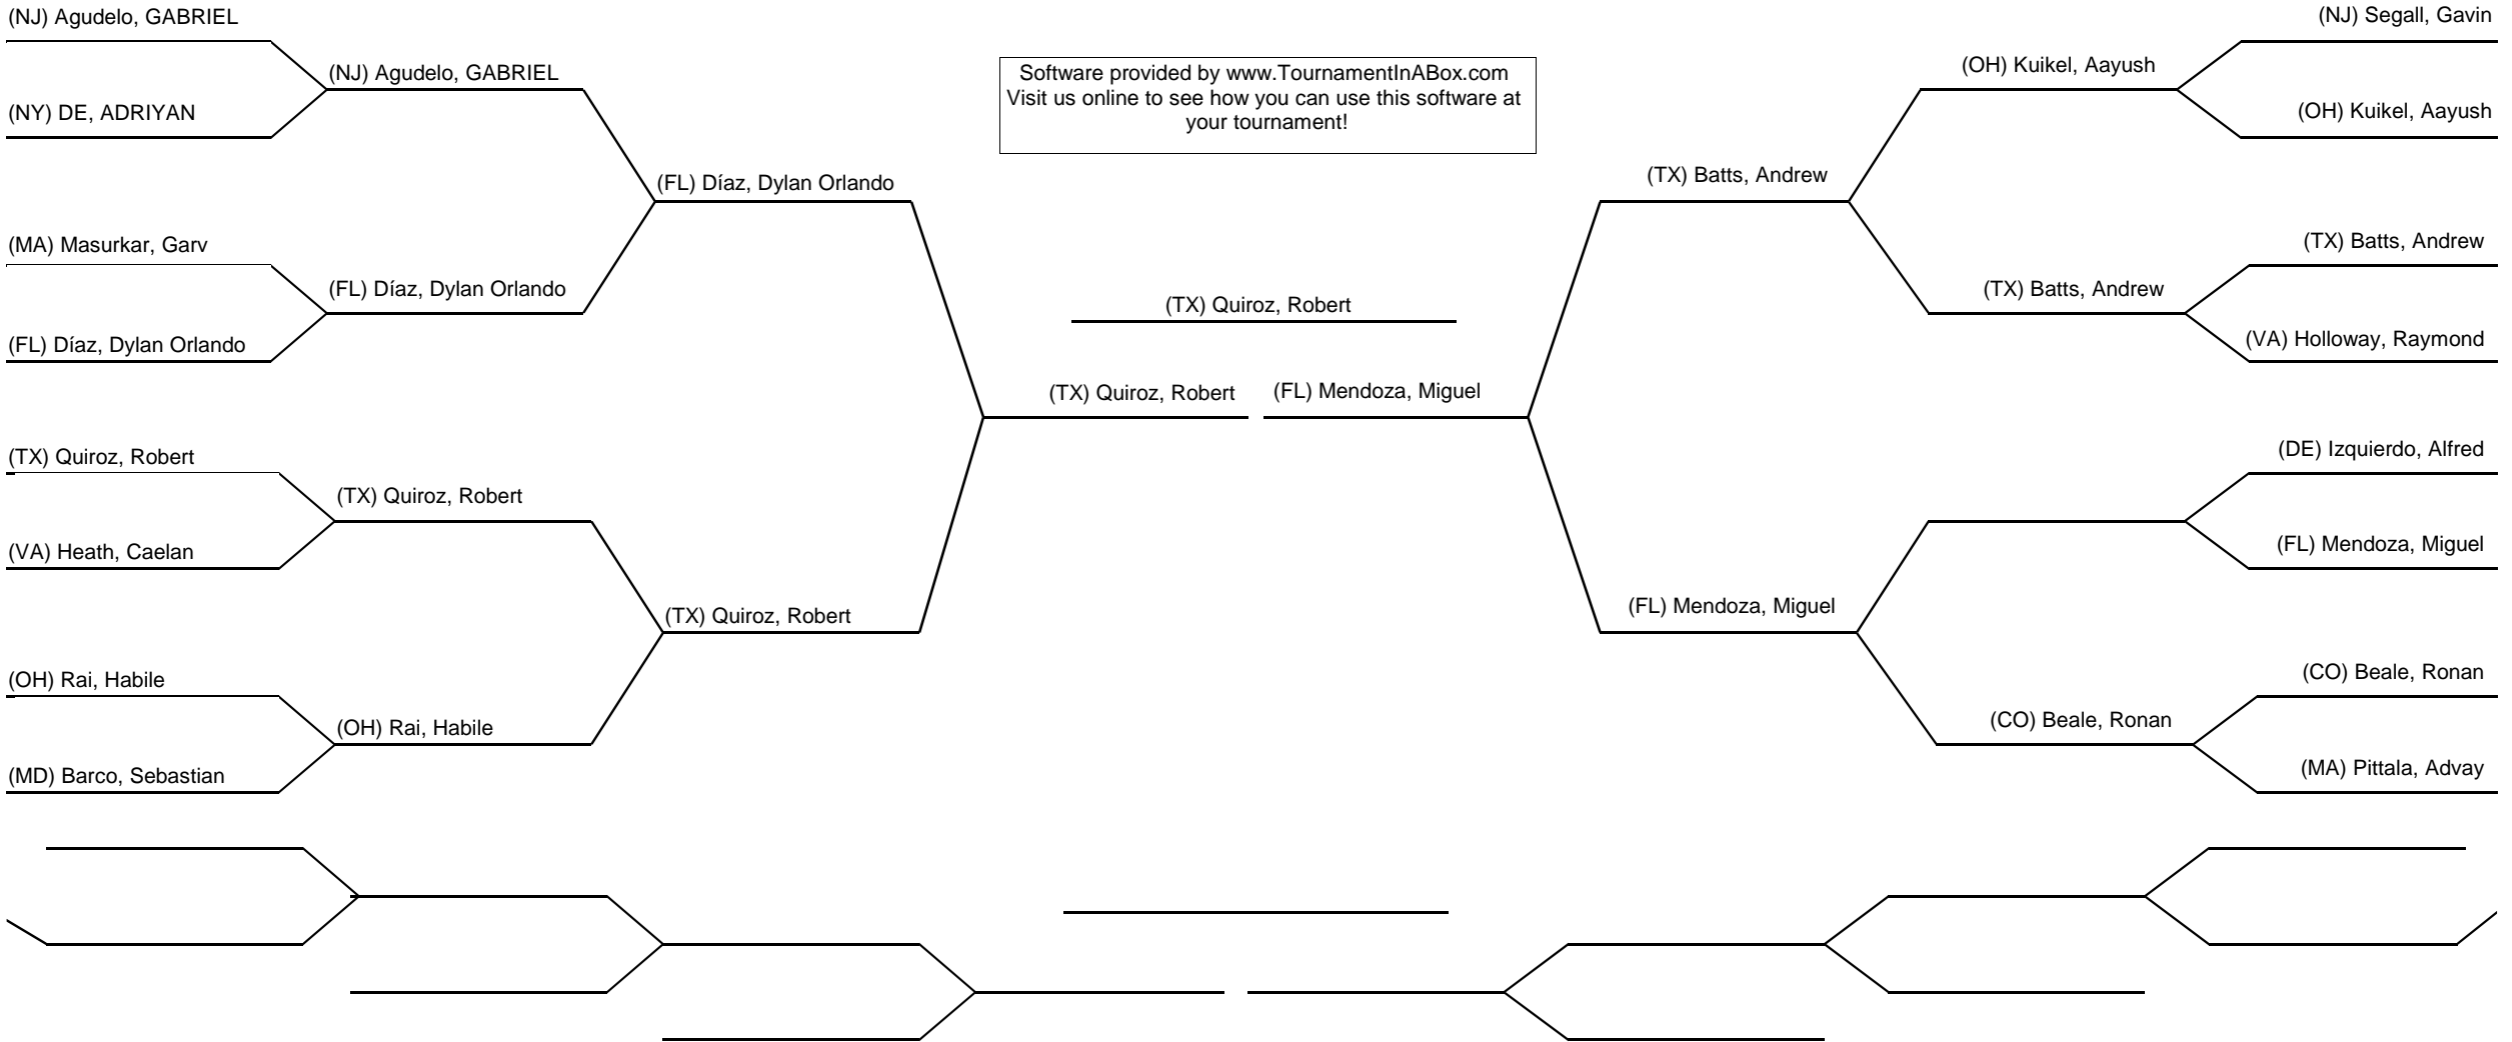 (NJ) Agudelo, GABRIEL
(NY) DE, ADRIYAN
(MA) Masurkar, Garv
(FL) Díaz, Dylan Orlando
(TX) Quiroz, Robert
(VA) Heath, Caelan
(OH) Rai, Habile
(MD) Barco, Sebastian
(NJ) Agudelo, GABRIEL
(FL) Díaz, Dylan Orlando
(TX) Quiroz, Robert
(OH) Rai, Habile
(FL) Díaz, Dylan Orlando
(TX) Quiroz, Robert
Software provided by www.TournamentInABox.com
Visit us online to see how you can use this software at
your tournament!
(TX) Quiroz, Robert
(TX) Quiroz, Robert
(FL) Mendoza, Miguel
(TX) Batts, Andrew
(FL) Mendoza, Miguel
(OH) Kuikel, Aayush
(TX) Batts, Andrew
(CO) Beale, Ronan
(NJ) Segall, Gavin
(OH) Kuikel, Aayush
(TX) Batts, Andrew
(VA) Holloway, Raymond
(DE) Izquierdo, Alfred
(FL) Mendoza, Miguel
(CO) Beale, Ronan
(MA) Pittala, Advay